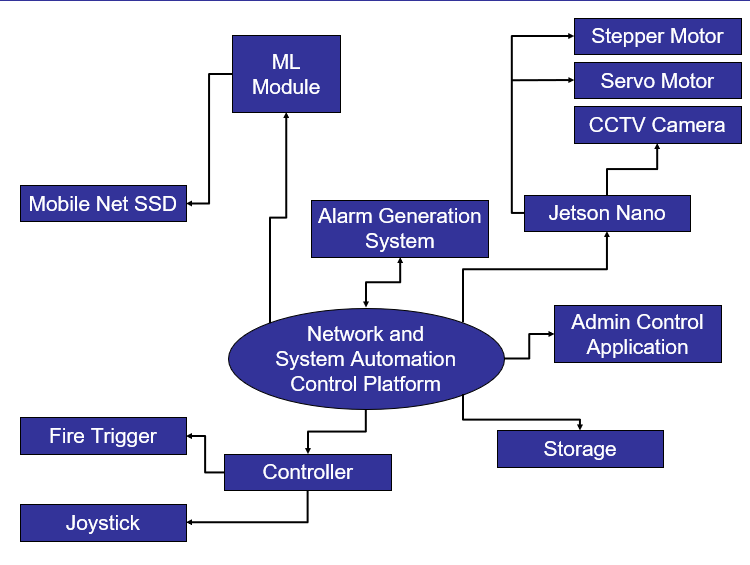 Stepper Motor
ML
Module
Servo Motor
CCTV Camera
Mobile Net SSD
Alarm Generation
System
Jetson Nano
Network and
System Automation
Control Platform
Admin Control
Application
Fire Trigger
Storage
Controller
Joystick